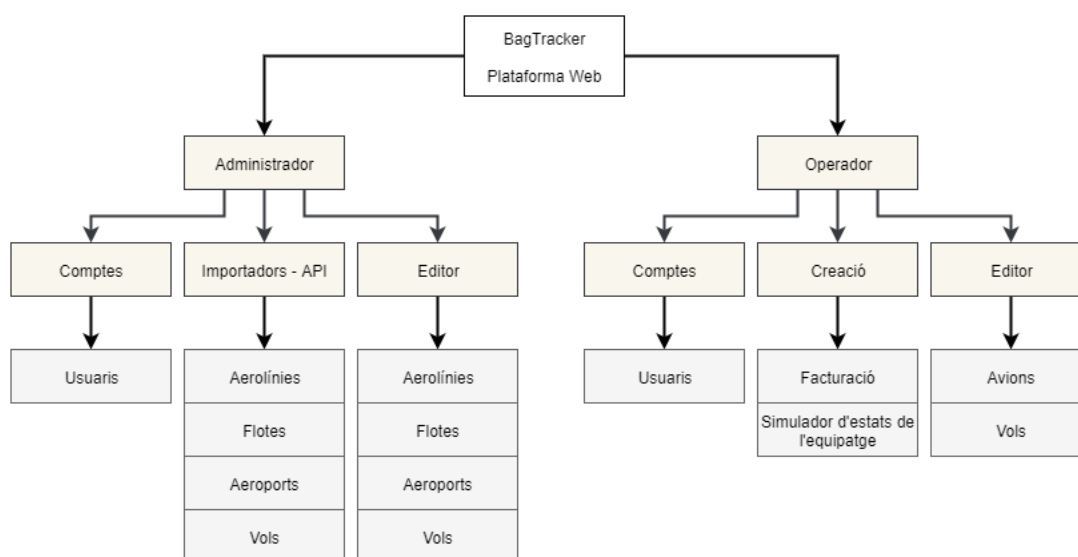 BagTracker
Plataforma Web
Administrador
Operador
Comptes
Importadors - API
Editor
Comptes
Creació
Editor
Usuaris
Aerolínies
Aerolínies
Usuaris
Facturació
Avions
Flotes
Flotes
Simulador d'estats de
l'equipatge
Vols
Aeroports
Aeroports
Vols
Vols